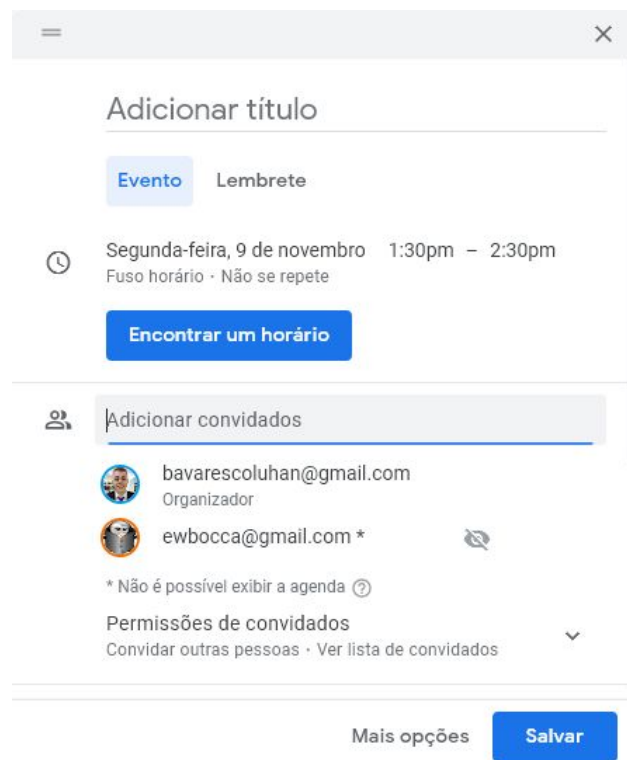 Adicionar título
Evento Lembrete
Segunda-feira, 9 de novembro 1:30pm – 2:30pm
Fuso horário · Não se repete
Encontrar um horário
Adicionar convidados
bavarescoluhan@gmail.com
Organizador
ewbocca@gmail.com *
* Não é possível exibir a agenda ?
Permissões de convidados
Convidar outras pessoas · Ver lista de convidados
Mais opções Salvar